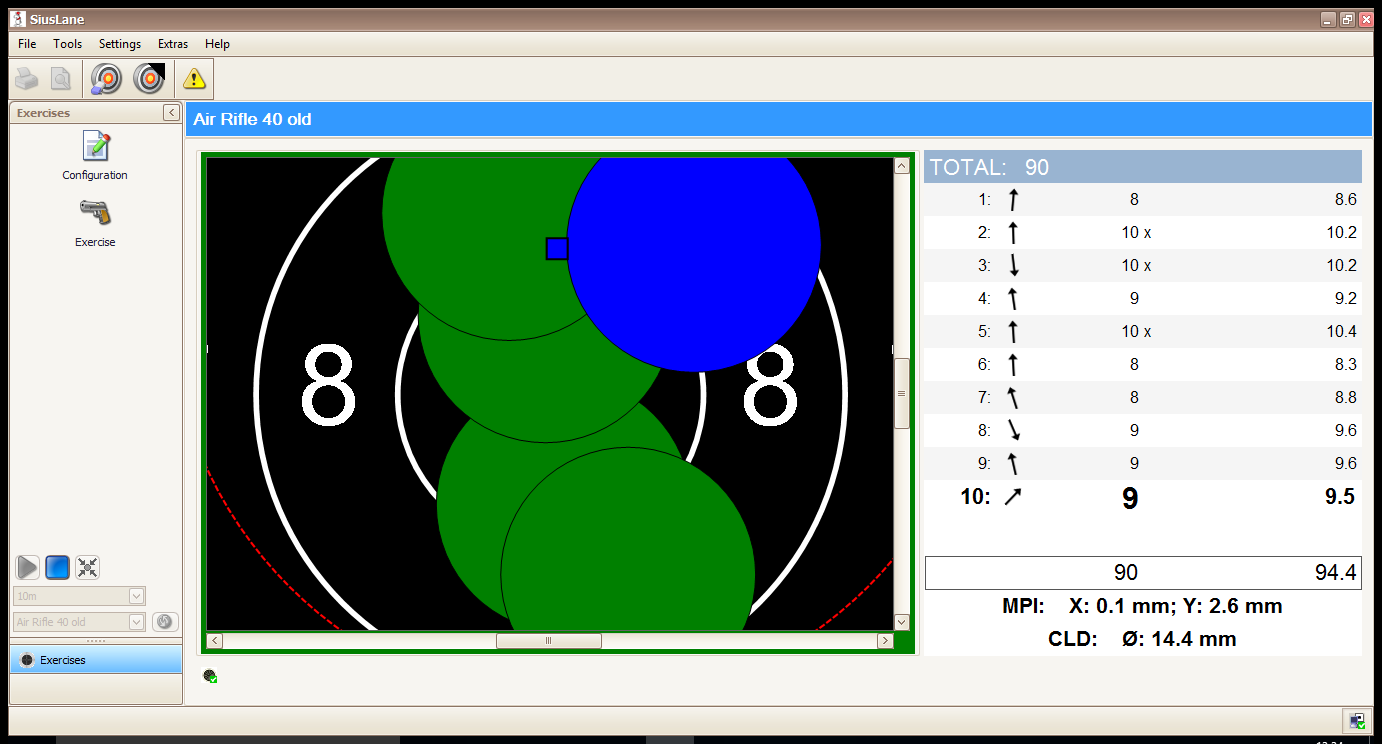 SiusLane
File Tools Settings Extras Help
Exercises
Configuration
Exercise
10m
Air Rifle 40 old
Exercises
Air Rifle 40 old
8 8
TOTAL: 90
1: 8 8.6
2: 10 x 10.2
3: 10 x 10.2
4: 9 9.2
5: 10 x 10.4
6: 8 8.3
7: 8 8.8
8: 9 9.6
9: 9 9.6
10: 9 9.5
90 94.4
MPI: X: 0.1 mm; Y: 2.6 mm
CLD: Ø: 14.4 mm